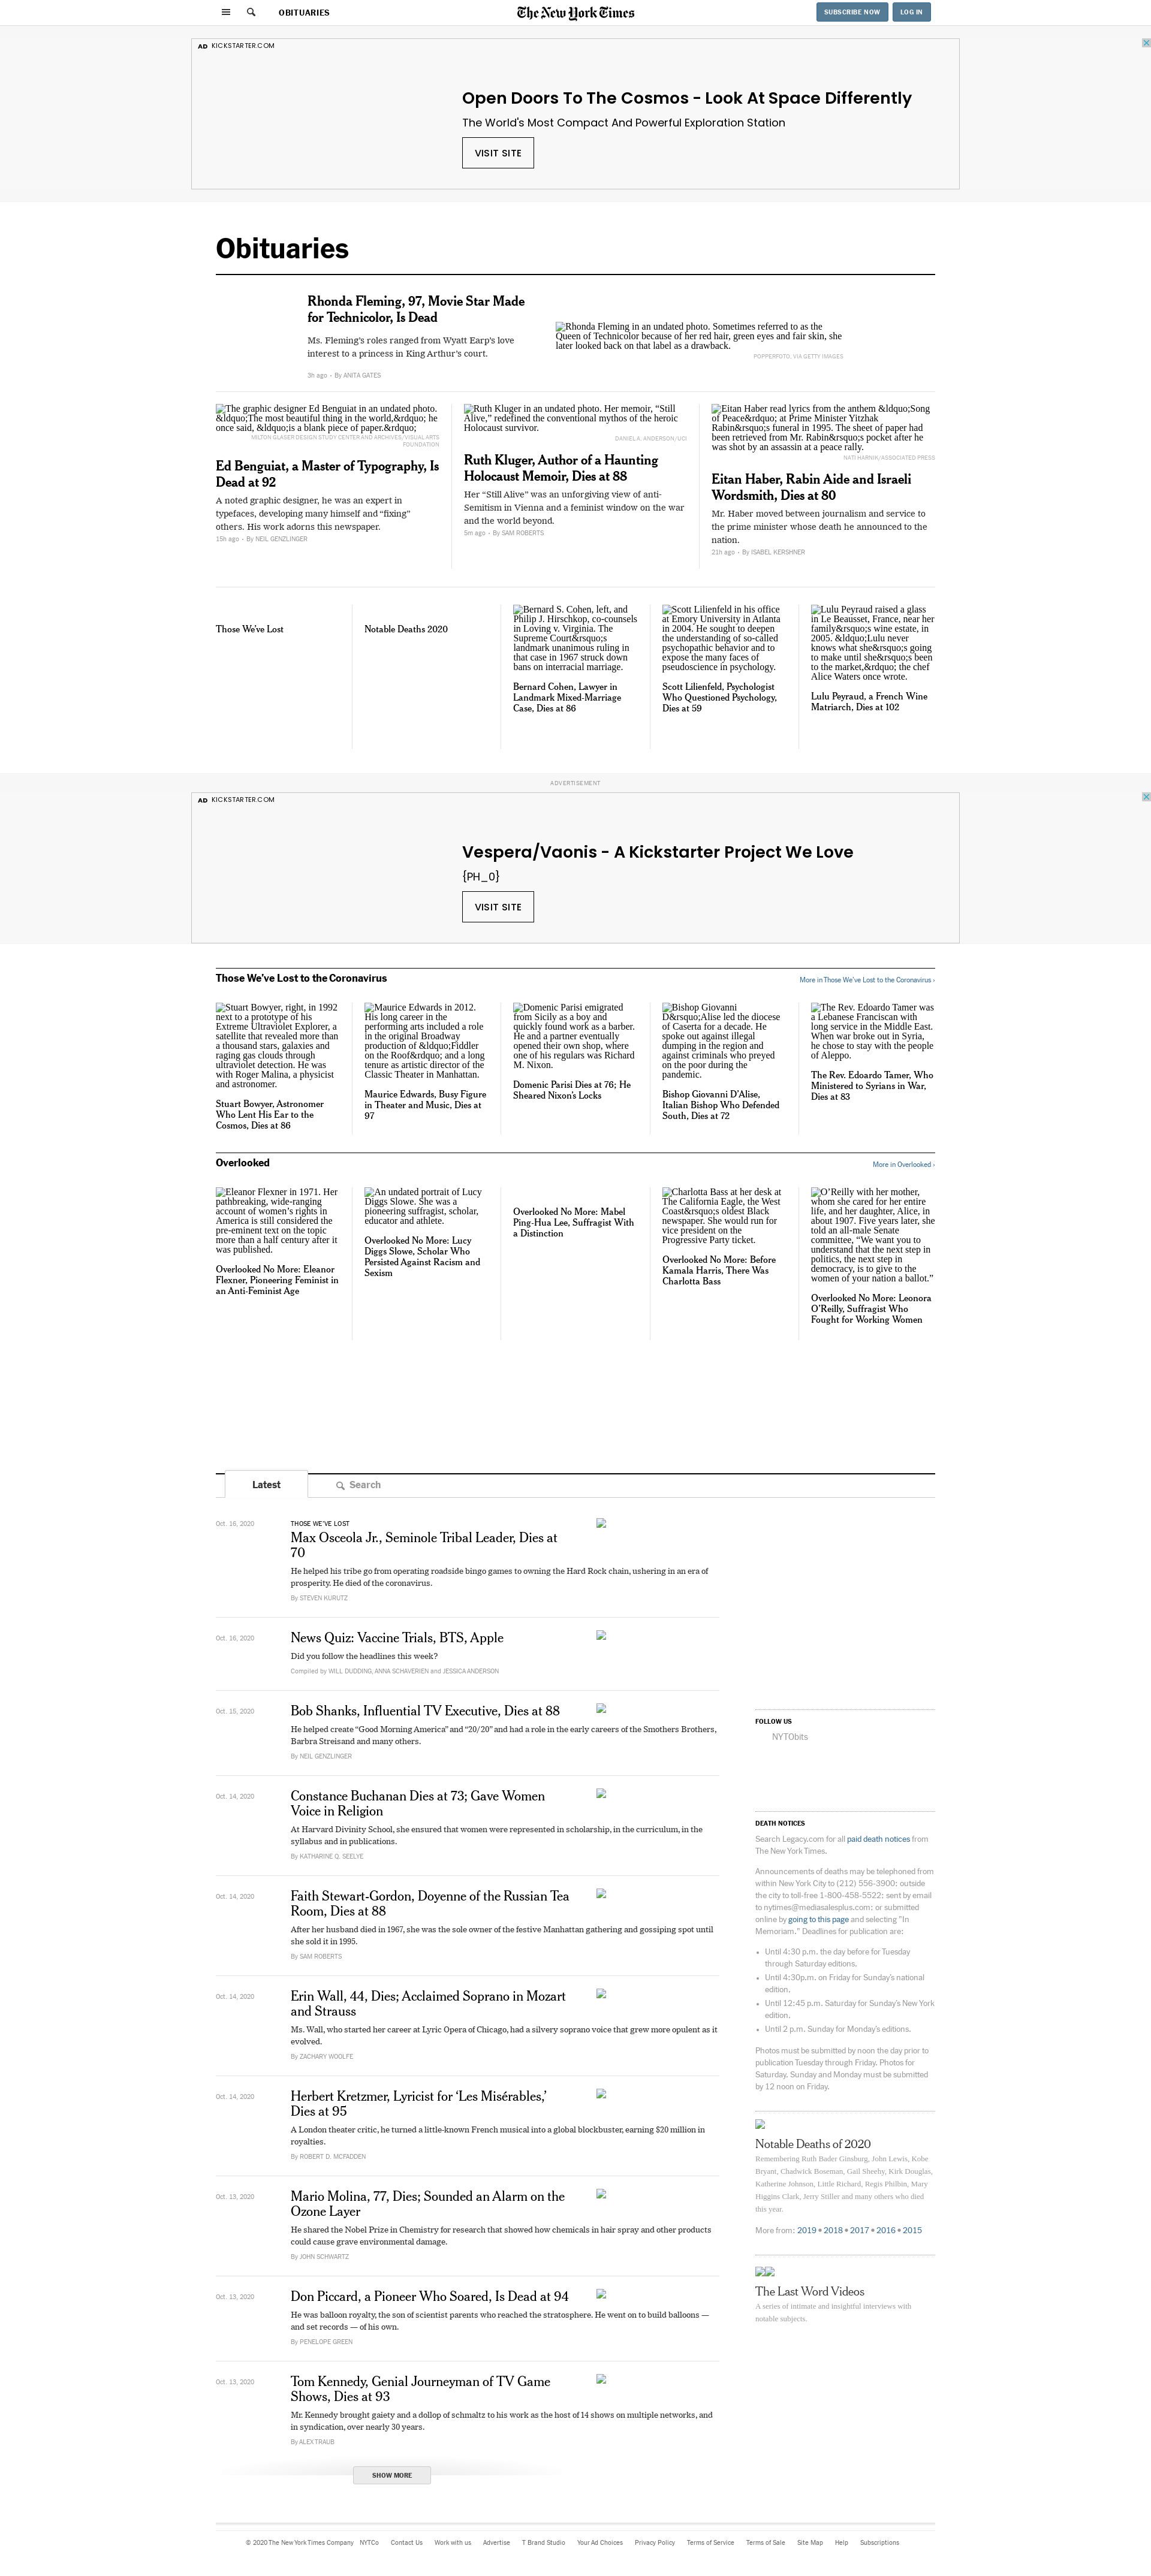 OBITUARIES
The New York Times
SUBSCRIBE NOW
LOG IN
AD KICKSTARTER.COM
Open Doors To The Cosmos - Look At Space Differently
The World's Most Compact And Powerful Exploration Station
VISIT SITE
Obituaries
Rhonda Fleming, 97, Movie Star Made
for Technicolor, Is Dead
Ms. Fleming's roles ranged from Wyatt Earp's love
interest to a princess in King Arthur's court.
3h ago • By ANITA GATES
Rhonda Fleming in an undated photo. Sometimes referred to as the
Queen of Technicolor because of her red hair, green eyes and fair skin, she
later looked back on that label as a drawback.
POPPERFOTO, VIA GETTY IMAGES
The graphic designer Ed Benguiat in an undated photo.
&ldquo;The most beautiful circle in the world,&rdquo; he
once said, &ldquo;is a blank piece of paper.&rdquo;
MILTON GLASER DESIGN STUDY CENTER AND ARCHIVES/VISUAL ARTS
FOUNDATION
Ed Benguiat, a Master of Typography, Is
Dead at 92
A noted graphic designer, he was an expert in
typefaces, developing many himself and “fixing”
others. His work adorns this newspaper.
15h ago • By NEIL GENZLINGER
Ruth Kluger in an undated photo. Her memoir, “Still
Alive,” redefined the conventional mythos of the heroic
Holocaust survivor.
DANIEL A. ANDERSON/UCI
Ruth Kluger, Author of a Haunting
Holocaust Memoir, Dies at 88
Her “Still Alive” was an unforgiving view of anti-
Semitism in Vienna and a feminist window on the war
and the world beyond.
5m ago • By SAM ROBERTS
Eitan Haber read lyrics from the anthem &ldquo;Song
of Peace&rdquo; at Prime Minister Yitzhak
Rabin&rsquo;s funeral in 1995. The sheet of paper had
been retrieved from Mr. Rabin&rsquo;s pocket after he
was shot by an assassin at a peace rally.
NATI HARNIK/ASSOCIATED PRESS
Eitan Haber, Rabin Aide and Israeli
Wordsmith, Dies at 80
Mr. Haber moved between journalism and service to
the prime minister whose death he announced to the
nation.
21h ago • By ISABEL KERSHNER
Those We've Lost
Notable Deaths 2020
Bernard S. Cohen, left, and
Philip J. Hirschkop, co-counsels
in Loving v. Virginia. The
Supreme Court&rsquo;s
landmark unanimous ruling in
that case in 1967 struck down
bans on interracial marriage.
Bernard Cohen, Lawyer in
Landmark Mixed-Marriage
Case, Dies at 86
Scott Lilienfeld in his office
at Emory University in Atlanta
in 2004. He sought to deepen
the understanding of so-called
psychopathic behavior and to
expose the many faces of
pseudoscience in psychology.
Scott Lilienfeld, Psychologist
Who Questioned Psychology,
Dies at 59
Lulu Peyraud raised a glass
in Le Beausset, France, near her
family&rsquo;s wine estate, in
2005. &ldquo;Lulu never
knows what she&rsquo;s going
to make until she&rsquo;s been
to the market,&rdquo; the chef
Alice Waters once wrote.
Lulu Peyraud, a French Wine
Matriarch, Dies at 102
ADVERTISEMENT
AD KICKSTARTER.COM
Vespera/Vaonis - A Kickstarter Project We Love
{PH_0}
VISIT SITE
Those We've Lost to the Coronavirus
More in Those We've Lost to the Coronavirus ›
Stuart Bowyer, right, in 1992
next to a prototype of his
Extreme Ultraviolet Explorer, a
satellite that revealed more than
a thousand stars, galaxies and
raging gas clouds through
ultraviolet detection. He was
with Roger Malina, a physicist
and astronomer.
Stuart Bowyer, Astronomer
Who Lent His Ear to the
Cosmos, Dies at 86
Maurice Edwards in 2012.
His long career in the
performing arts included a role
in the original Broadway
production of &ldquo;Fiddler
on the Roof&rdquo; and a long
tenure as artistic director of the
Classic Theater in Manhattan.
Maurice Edwards, Busy Figure
in Theater and Music, Dies at
97
Domenic Parisi emigrated
from Sicily as a boy and
quickly found work as a barber.
He and a partner eventually
opened their own shop, where
one of his regulars was Richard
M. Nixon.
Domenic Parisi Dies at 76; He
Sheared Nixon's Locks
Bishop Giovanni
D&rsquo;Alise led the diocese
of Caserta for a decade. He
spoke out against illegal
dumping in the region and
against criminals who preyed
on the poor during the
pandemic.
Bishop Giovanni D'Alise,
Italian Bishop Who Defended
South, Dies at 72
The Rev. Edoardo Tamer was
a Lebanese Franciscan with
long service in the Middle East.
When war broke out in Syria,
he chose to stay with the people
of Aleppo.
The Rev. Edoardo Tamer, Who
Ministered to Syrians in War,
Dies at 83
Overlooked
More in Overlooked ›
Eleanor Flexner in 1971. Her
pathbreaking, wide-ranging
account of women’s rights in
America is still considered the
pre-eminent text on the topic
more than a half century after it
was published.
Overlooked No More: Eleanor
Flexner, Pioneering Feminist in
an Anti-Feminist Age
An undated portrait of Lucy
Diggs Slowe. She was a
pioneering suffragist, scholar,
educator and athlete.
Overlooked No More: Lucy
Diggs Slowe, Scholar Who
Persisted Against Racism and
Sexism
Overlooked No More: Mabel
Ping-Hua Lee, Suffragist With
a Distinction
Charlotta Bass at her desk at
The California Eagle, the West
Coast&rsquo;s oldest Black
newspaper. She would run for
vice president on the
Progressive Party ticket.
Overlooked No More: Before
Kamala Harris, There Was
Charlotta Bass
O’Reilly with her mother,
whom she cared for her entire
life, and her daughter, Alice, in
about 1907. Five years later, she
told an all-male Senate
committee, “We want you to
understand that the next step in
politics, the next step in
democracy, is to give to the
women of your nation a ballot.”
Overlooked No More: Leonora
O’Reilly, Suffragist Who
Fought for Working Women
Latest
Search
Oct. 16, 2020
THOSE WE'VE LOST
Max Osceola Jr., Seminole Tribal Leader, Dies at
70
He helped his tribe go from operating roadside bingo games to owning the Hard Rock chain, ushering in an era of
prosperity. He died of the coronavirus.
By STEVEN KURUTZ
Oct. 16, 2020
News Quiz: Vaccine Trials, BTS, Apple
Did you follow the headlines this week?
Compiled by WILL DUDDING, ANNA SCHAVERIEN and JESSICA ANDERSON
Oct. 15, 2020
Bob Shanks, Influential TV Executive, Dies at 88
He helped create “Good Morning America” and “20/20” and had a role in the early careers of the Smothers Brothers,
Barbra Streisand and many others.
By NEIL GENZLINGER
Oct. 14, 2020
Constance Buchanan Dies at 73; Gave Women
Voice in Religion
At Harvard Divinity School, she ensured that women were represented in scholarship, in the curriculum, in the
syllabus and in publications.
By KATHARINE Q. SEELYE
Oct. 14, 2020
Faith Stewart-Gordon, Doyenne of the Russian Tea
Room, Dies at 88
After her husband died in 1967, she was the sole owner of the festive Manhattan gathering and gossiping spot until
she sold it in 1995.
By SAM ROBERTS
Oct. 14, 2020
Erin Wall, 44, Dies; Acclaimed Soprano in Mozart
and Strauss
Ms. Wall, who started her career at Lyric Opera of Chicago, had a silvery soprano voice that grew more opulent as it
evolved.
By ZACHARY WOOLFE
Oct. 14, 2020
Herbert Kretzmer, Lyricist for ‘Les Misérables,’
Dies at 95
A London theater critic, he turned a little-known French musical into a global blockbuster, earning $20 million in
royalties.
By ROBERT D. MCFADDEN
Oct. 13, 2020
Mario Molina, 77, Dies; Sounded an Alarm on the
Ozone Layer
He shared the Nobel Prize in Chemistry for research that showed how chemicals in hair spray and other products
could cause grave environmental damage.
By JOHN SCHWARTZ
Oct. 13, 2020
Don Piccard, a Pioneer Who Soared, Is Dead at 94
He was balloon royalty, the son of scientist parents who reached the stratosphere. He went on to build balloons —
and set records — of his own.
By PENELOPE GREEN
Oct. 13, 2020
Tom Kennedy, Genial Journeyman of TV Game
Shows, Dies at 93
Mr. Kennedy brought gaiety and a dollop of schmaltz to his work as the host of 14 shows on multiple networks, and
in syndication, over nearly 30 years.
By ALEX TRAUB
SHOW MORE
FOLLOW US
NYTObits
DEATH NOTICES
Search Legacy.com for all paid death notices from
The New York Times.
Announcements of deaths may be telephoned from
within New York City to (212) 556-3900; outside
the city to toll-free 1-800-458-5522; sent by email
to nytimes@mediasalesplus.com; or submitted
online by going to this page and selecting "In
Memoriam." Deadlines for publication are:
• Until 4:30 p.m. the day before for Tuesday
through Saturday editions.
• Until 4:30p.m. on Friday for Sunday's national
edition.
• Until 12:45 p.m. Saturday for Sunday's New York
edition.
• Until 2 p.m. Sunday for Monday's editions.
Photos must be submitted by noon the day prior to
publication Tuesday through Friday. Photos for
Saturday, Sunday and Monday must be submitted
by 12 noon on Friday.
Notable Deaths of 2020
Remembering Ruth Bader Ginsburg, John Lewis, Kobe
Bryant, Chadwick Boseman, Gail Sheehy, Kirk Douglas,
Katherine Johnson, Little Richard, Regis Philbin, Mary
Higgins Clark, Jerry Stiller and many others who died
this year.
More from: 2019 • 2018 • 2017 • 2016 • 2015
The Last Word Videos
A series of intimate and insightful interviews with
notable subjects.
© 2020 The New York Times Company NYTCo Contact Us Work with us Advertise T Brand Studio Your Ad Choices Privacy Policy Terms of Service Terms of Sale Site Map Help Subscriptions